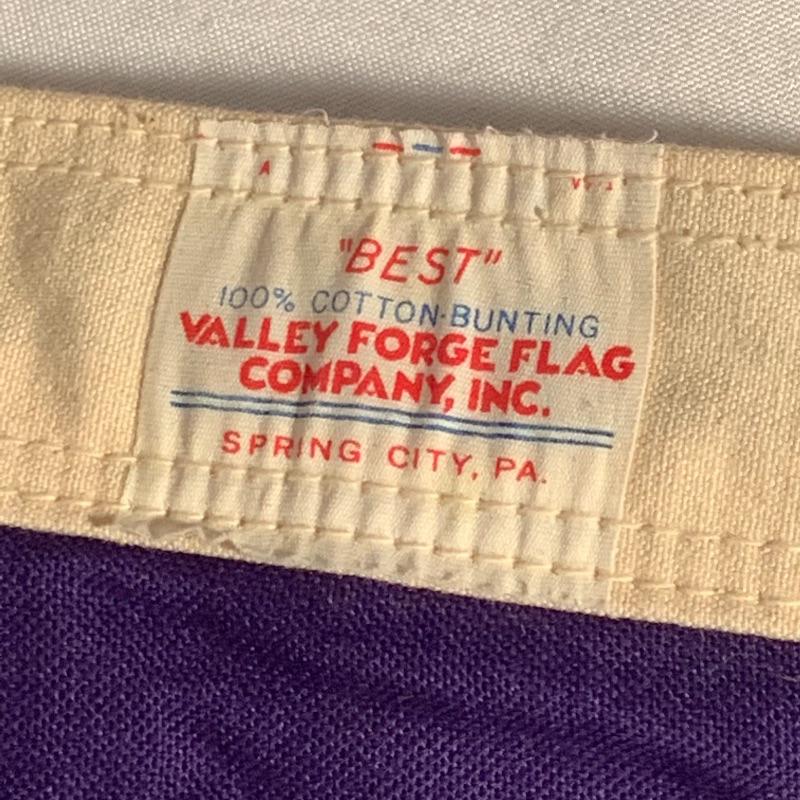 "BEST"
100% COTTON-BUNTING
VALLEY FORGE FLAG
COMPANY, INC.
SPRING CITY, PA.